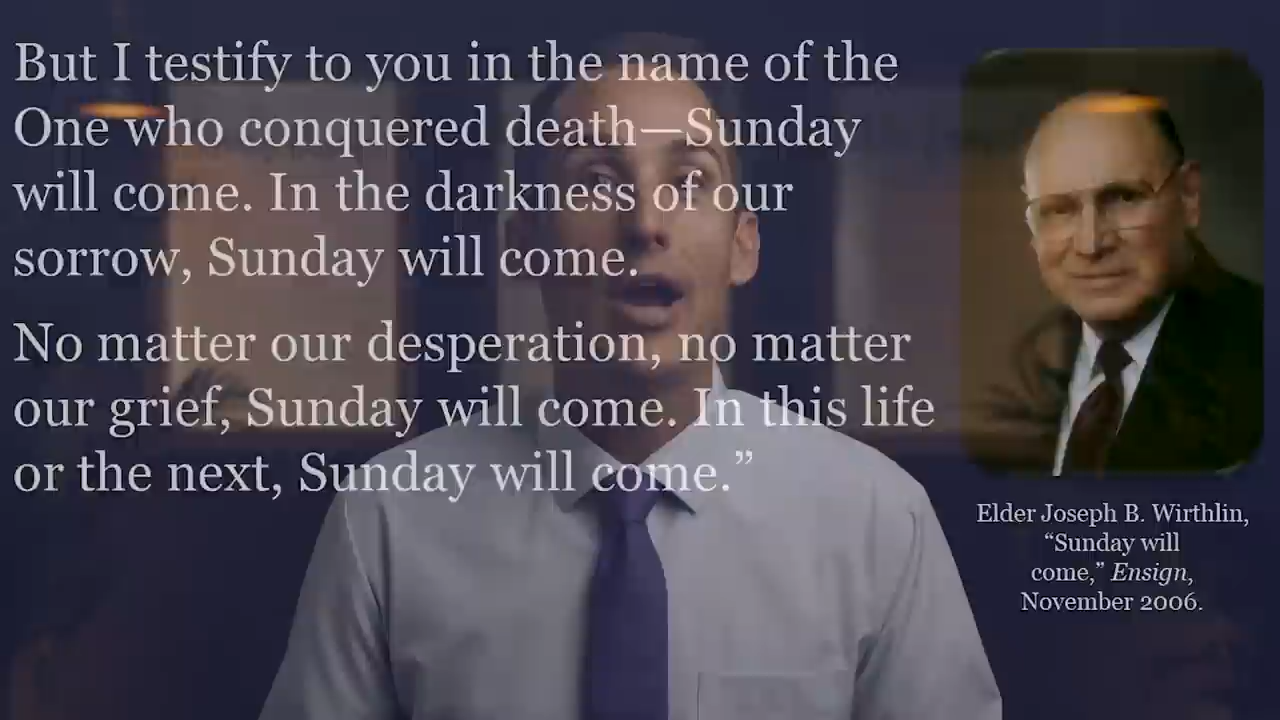 But I testify to you in the name of the
One who conquered death—Sunday
will come. In the darkness of our
sorrow, Sunday will come.
No matter our desperation, no matter
our grief, Sunday will come. In this life
or the next, Sunday will come.”
Elder Joseph B. Wirthlin,
“Sunday will
come,” Ensign,
November 2006.